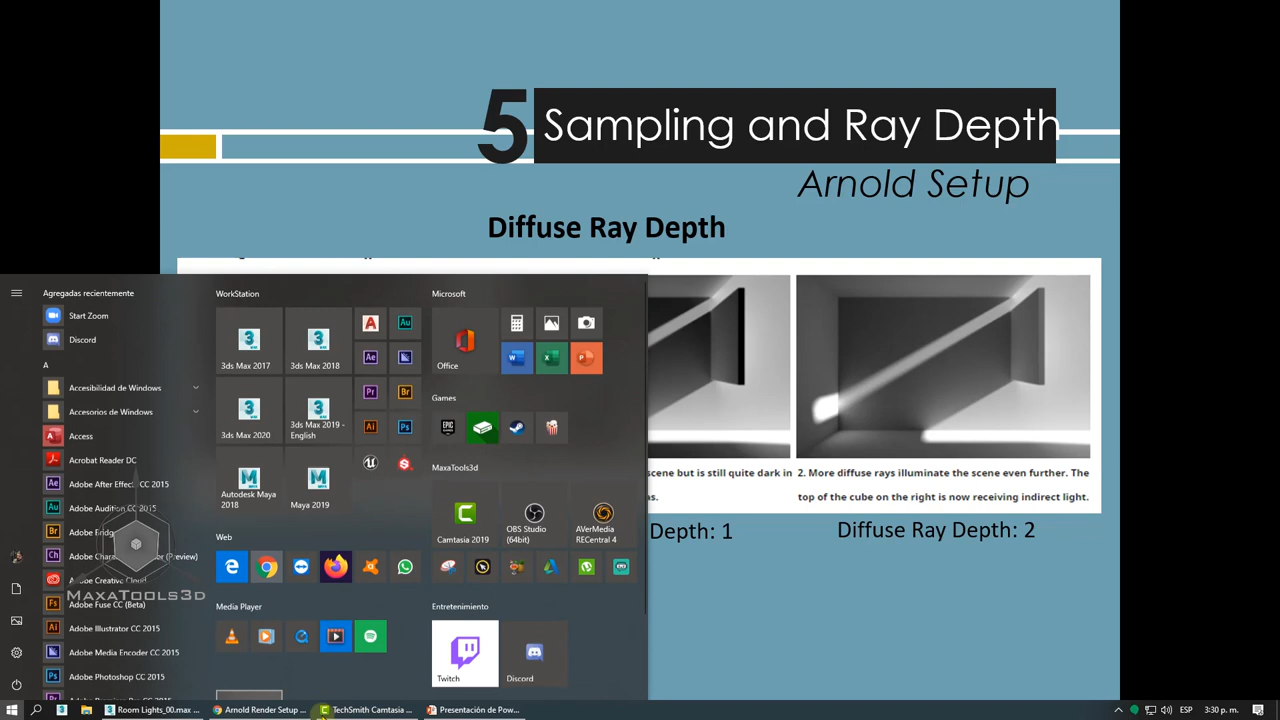 5 Sampling and Ray Depth
Arnold Setup
Diffuse Ray Depth
scene but is still quite dark in
as.
2. More diffuse rays illuminate the scene even further. The
top of the cube on the right is now receiving indirect light.
Depth: 1
Diffuse Ray Depth: 2
Agregadas recientemente
Start Zoom
Discord
A
Accesibilidad de Windows
Accesorios de Windows
Access
Acrobat Reader DC
Adobe After Effects CC 2015
Adobe Audition CC 2015
Adobe Bridge
Adobe Character (Preview)
Adobe Creative Cloud
Adobe Fuse CC (Beta)
Adobe Illustrator CC 2015
Adobe Media Encoder CC 2015
Adobe Photoshop CC 2015
MAXATOOLS3D
WorkStation
3ds Max 2017
3ds Max 2018
3ds Max 2020
3ds Max 2019 -
English
Autodesk Maya
2018
Maya 2019
Web
Media Player
Microsoft
Office
Games
EPIC
GAMES
MaxaTools3d
Camtasia 2019
OBS Studio
(64bit)
AVerMedia
RECentral 4
Entretenimiento
Twitch
Discord
Room Lights_00.max ...
Arnold Render Setup ...
TechSmith Camtasia ...
Presentación de Pow...
ESP
3:30 p. m.